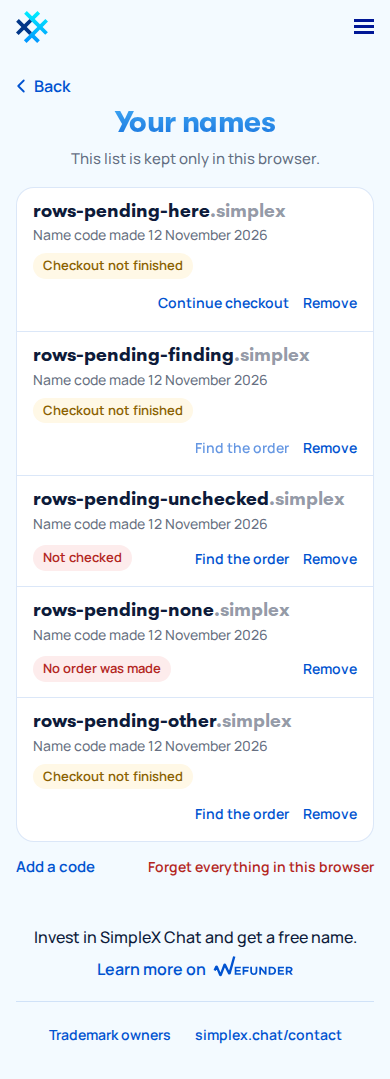 Back
Your names
This list is kept only in this browser.
rows-pending-here.simplex
Name code made 12 November 2026
Checkout not finished
Continue checkout Remove
rows-pending-finding.simplex
Name code made 12 November 2026
Checkout not finished
Find the order Remove
rows-pending-unchecked.simplex
Name code made 12 November 2026
Not checked Find the order Remove
rows-pending-none.simplex
Name code made 12 November 2026
No order was made Remove
rows-pending-other.simplex
Name code made 12 November 2026
Checkout not finished
Find the order Remove
Add a code Forget everything in this browser
Invest in SimpleX Chat and get a free name.
Learn more on WEFUNDER
Trademark owners simplex.chat/contact